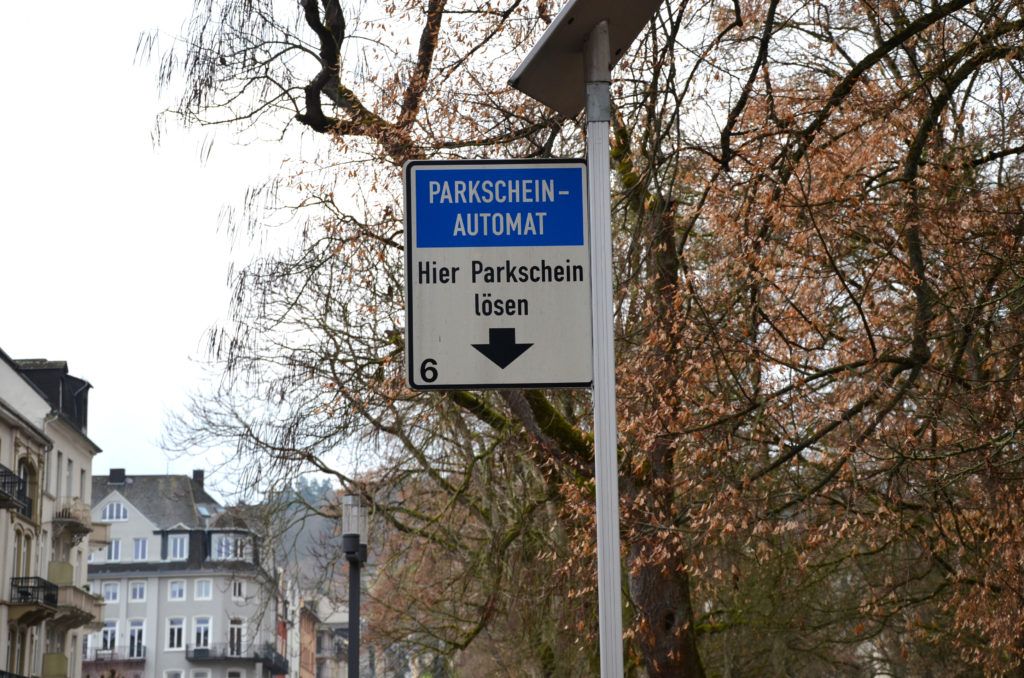 PARKSCHEIN-
AUTOMAT
Hier Parkschein
lösen
6